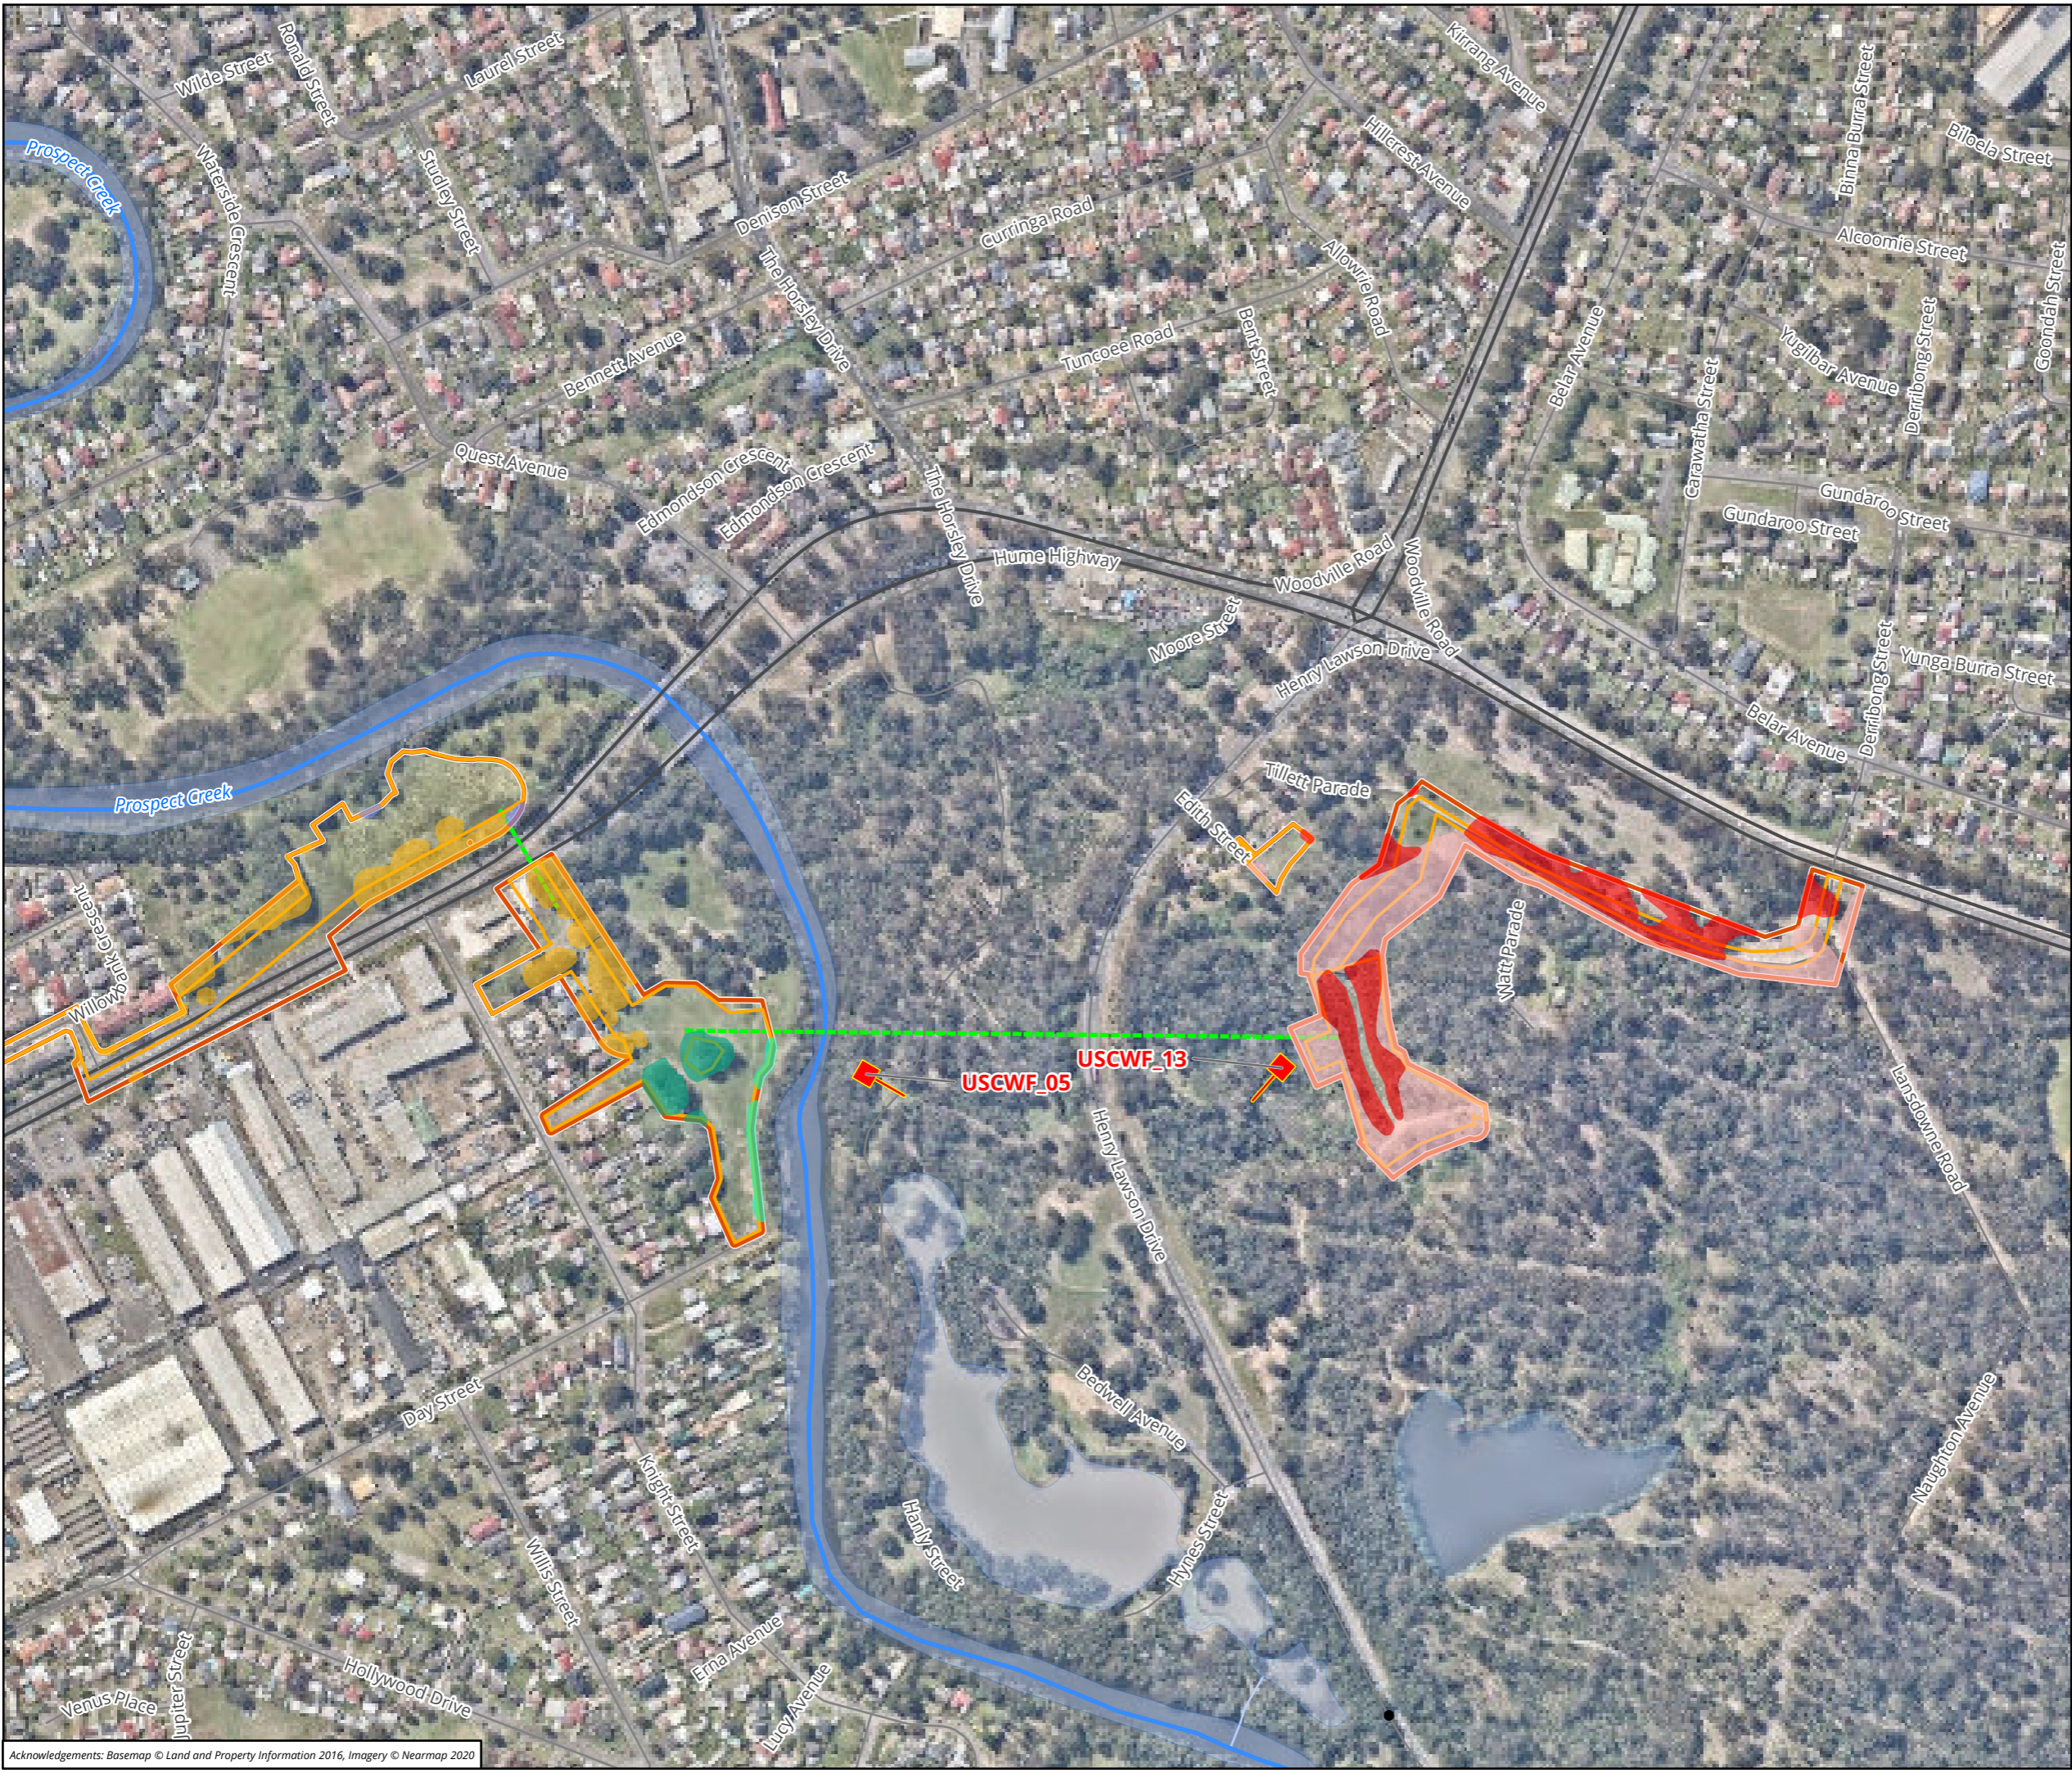 Wilde Street
Ronald Street
Laurel Street
Kirrang Avenue
Binna Burra Street
Biloela Street
Prospect Creek
Waterside Crescent
Studley Street
Denison Street
Curringa Road
Hillcrest Avenue
Alcoomie Street
Goondah Street
The Horsley Drive
Allowrie Road
Bennett Avenue
Tuncoee Road
Bent Street
Belar Avenue
Yugilbar Avenue
Derribong Street
Carawatha Street
Quest Avenue
Edmondson Crescent
Edmondson Crescent
The Horsley Drive
Gundaroo Street
Gundaroo Street
Hume Highway
Woodville Road
Woodville Road
Moore Street
Henry Lawson Drive
Yunga Burra Street
Derribong Street
Belar Avenue
Prospect Creek
Tillett Parade
Edith Street
Willowbank Crescent
Watt Parade
USCWF_13
USCWF_05
Lansdowne Road
Henry Lawson Drive
Day Street
Bedwell Avenue
Naughton Avenue
Knight Street
Hanly Street
Hynes Street
Willis Street
Erna Avenue
Lucy Avenue
Hollywood Drive
Jupiter Street
Venus Place
Acknowledgements: Basemap © Land and Property Information 2016, Imagery © Nearmap 2020